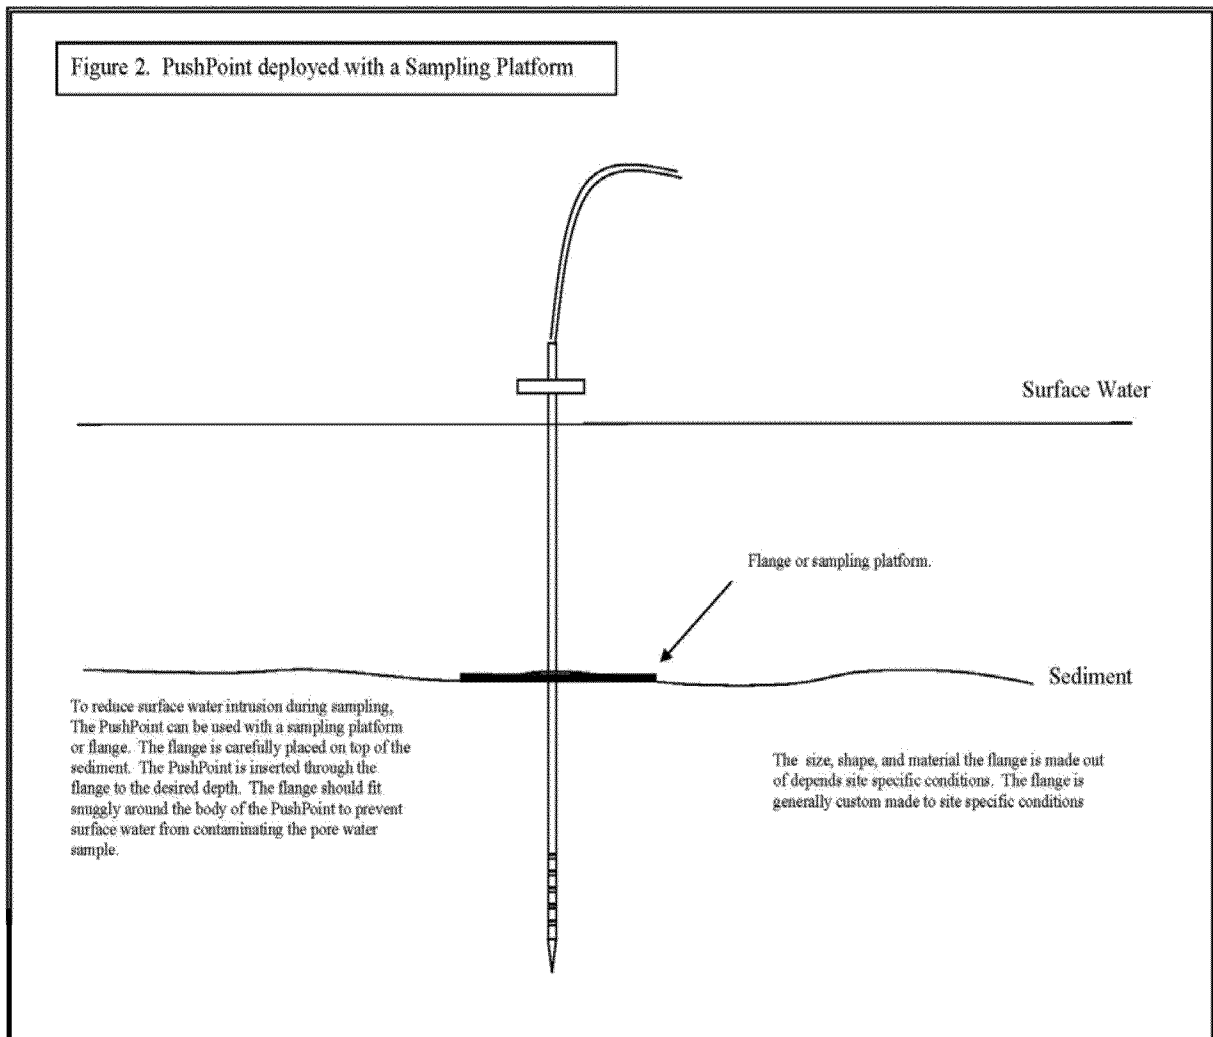 Figure 2.  PushPoint deployed with a Sampling Platform
Surface Water
Flange or sampling platform.
Sediment
To reduce surface water intrusion during sampling,
The PushPoint can be used with a sampling platform
or flange.  The flange is carefully placed on top of the
sediment.  The PushPoint is inserted through the
flange to the desired depth.  The flange should fit
snuggly around the body of the PushPoint to prevent
surface water from contaminating the pore water
sample.
The  size, shape, and material the flange is made out
of depends site specific conditions.  The flange is
generally custom made to site specific conditions